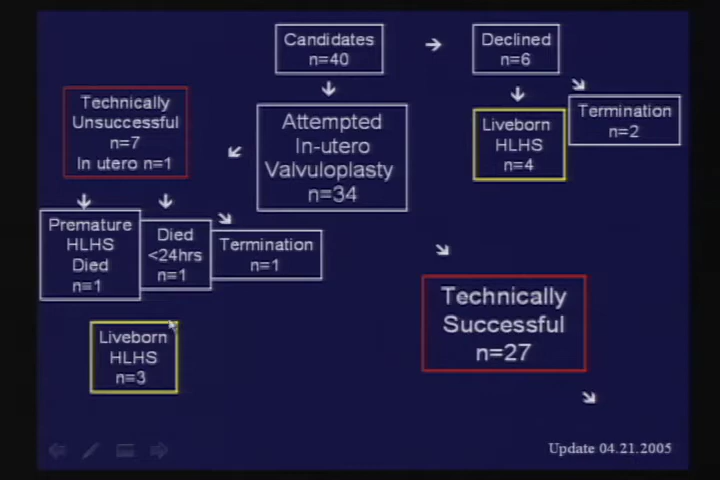 Candidates
n=40
Declined
n=6
Technically
Unsuccessful
n=7
In utero n=1
Attempted
In-utero
Valvuloplasty
n=34
Liveborn
HLHS
n=4
Termination
n=2
Premature
HLHS
Died
n=1
Died
<24hrs
n=1
Termination
n=1
Technically
Successful
n=27
Liveborn
HLHS
n=3
Update 04.21.2005